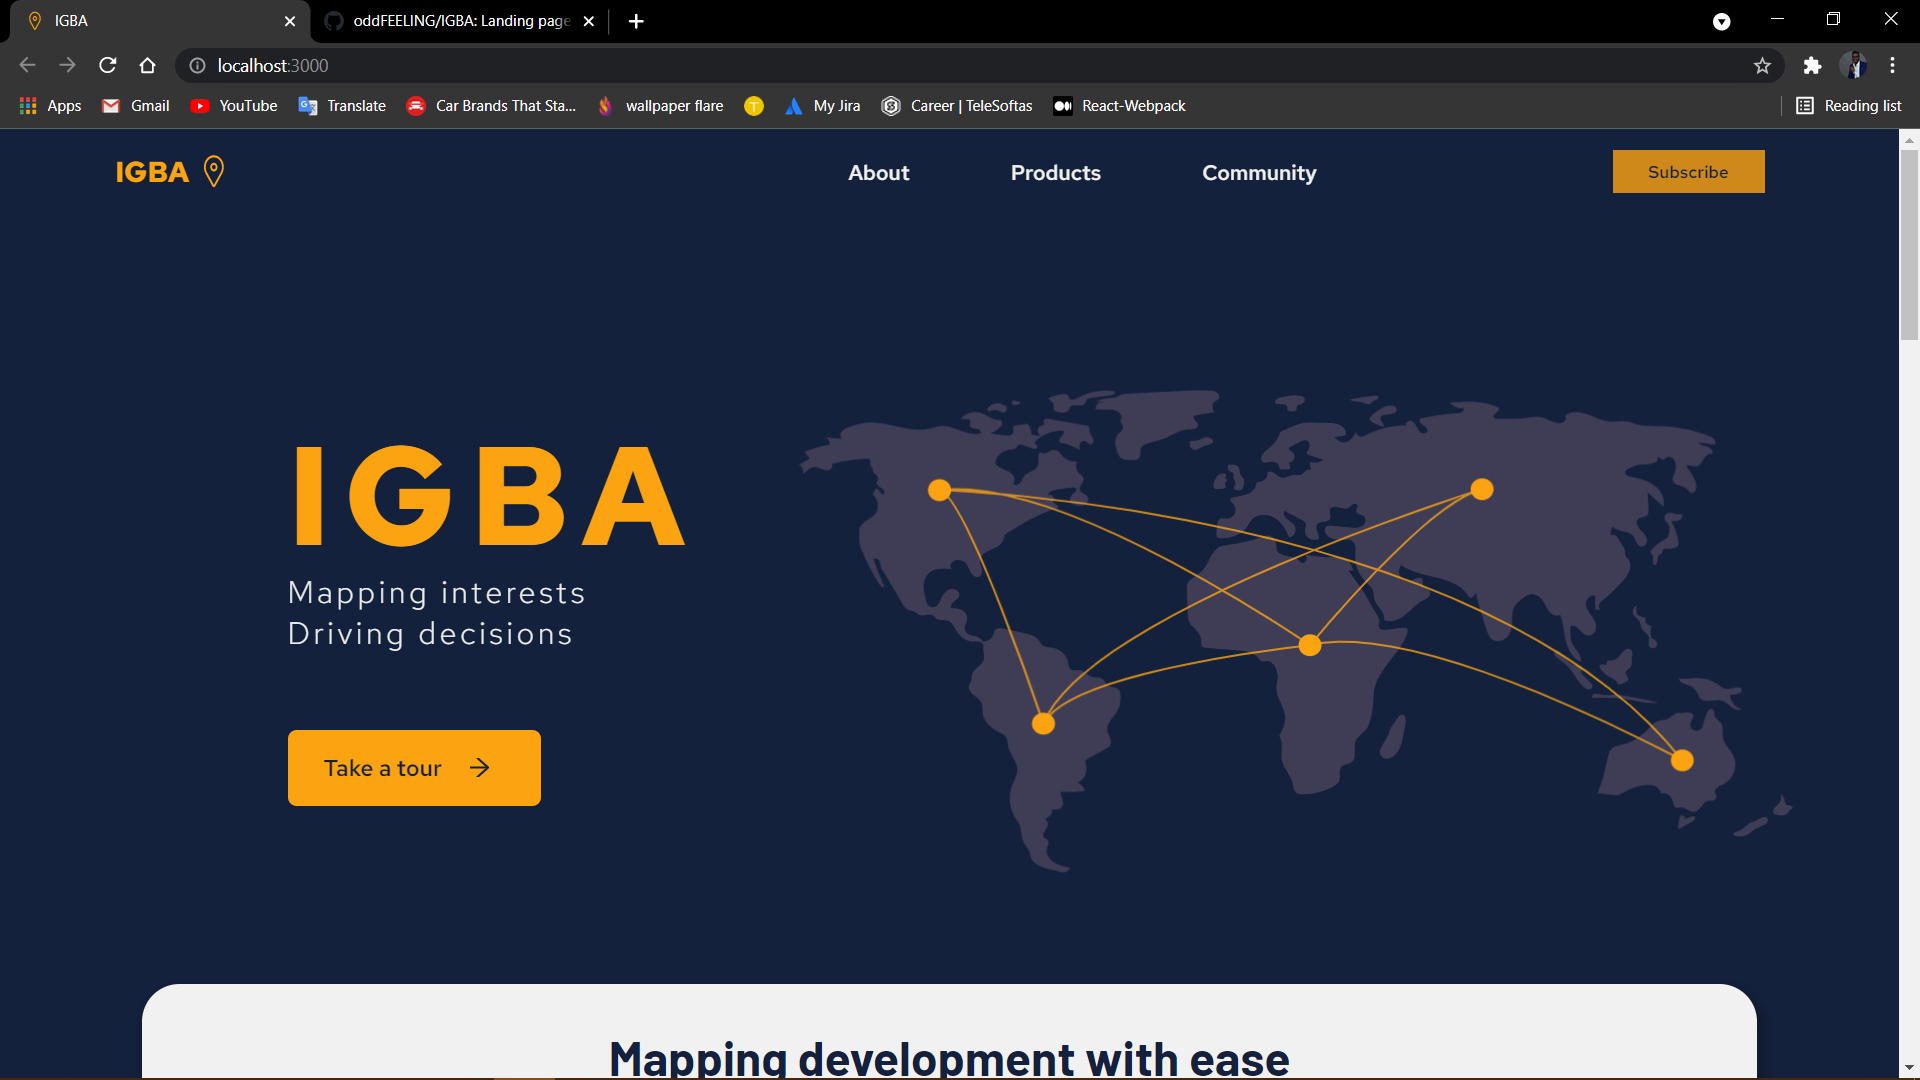 IGBA
oddFEELING/IGBA: Landing page
localhost:3000
Apps
Gmail
YouTube
Translate
Car Brands That Sta...
wallpaper flare
My Jira
Career | TeleSoftas
React-Webpack
Reading list
IGBA
About
Products
Community
Subscribe
IGBA
Mapping interests
Driving decisions
Take a tour
Mapping development with ease